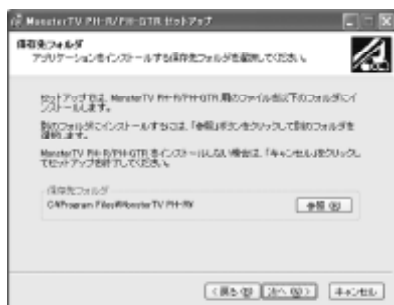 MonsterTV PH-R/PH-GTR セットアップ
保存先フォルダ
アプリケーションをインストールする保存先フォルダを選択してください。
セットアップでは、MonsterTV PH-R/PH-GTR 用のファイルを以下のフォルダにイ
ンストールします。
別のフォルダにインストールするには、「参照」ボタンをクリックして別のフォルダを
選択します。
MonsterTV PH-R/PH-GTR をインストールしない場合は、「キャンセル」をクリックし
てセットアップを終了してください。
保存先フォルダ
C:¥Program Files¥MonsterTV PH-RV
参照(R)
< 戻る(B)
次へ(N) >
キャンセル